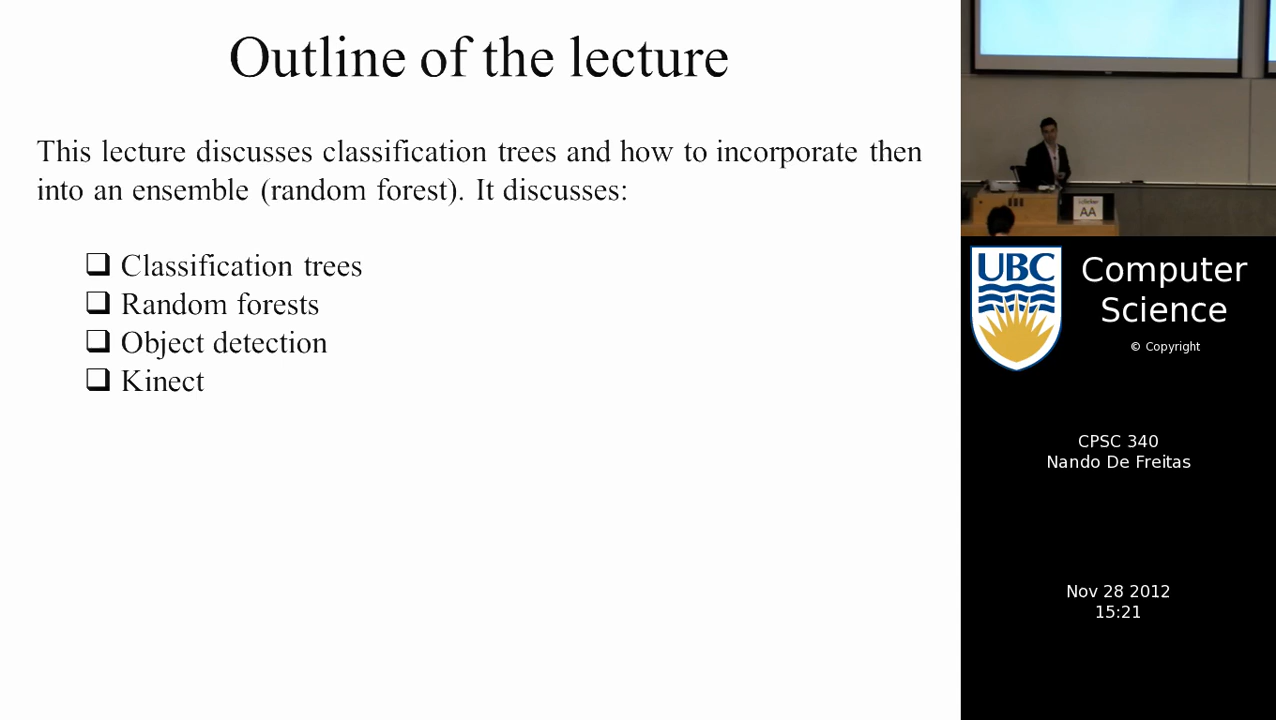 Outline of the lecture
This lecture discusses classification trees and how to incorporate then
into an ensemble (random forest). It discusses:
Classification trees
Random forests
Object detection
Kinect
AA
UBC
Computer
Science
© Copyright
CPSC 340
Nando De Freitas
Nov 28 2012
15:21